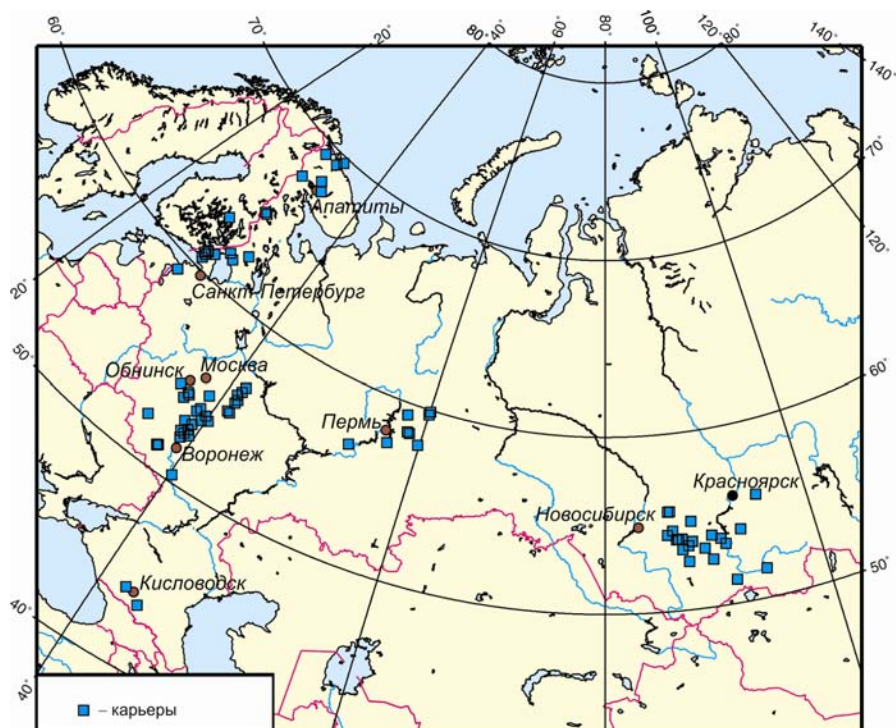 60° 70° 20° 80° 40° 60° 80° 100° 120° 80° 140°
140°
70°
120°
Апатиты
20°
Санкт-Петербург
50°
60°
Обнинск Москва
Пермь
Воронеж
Красноярск
Новосибирск
50°
Кисловодск
40°
40°
– карьеры